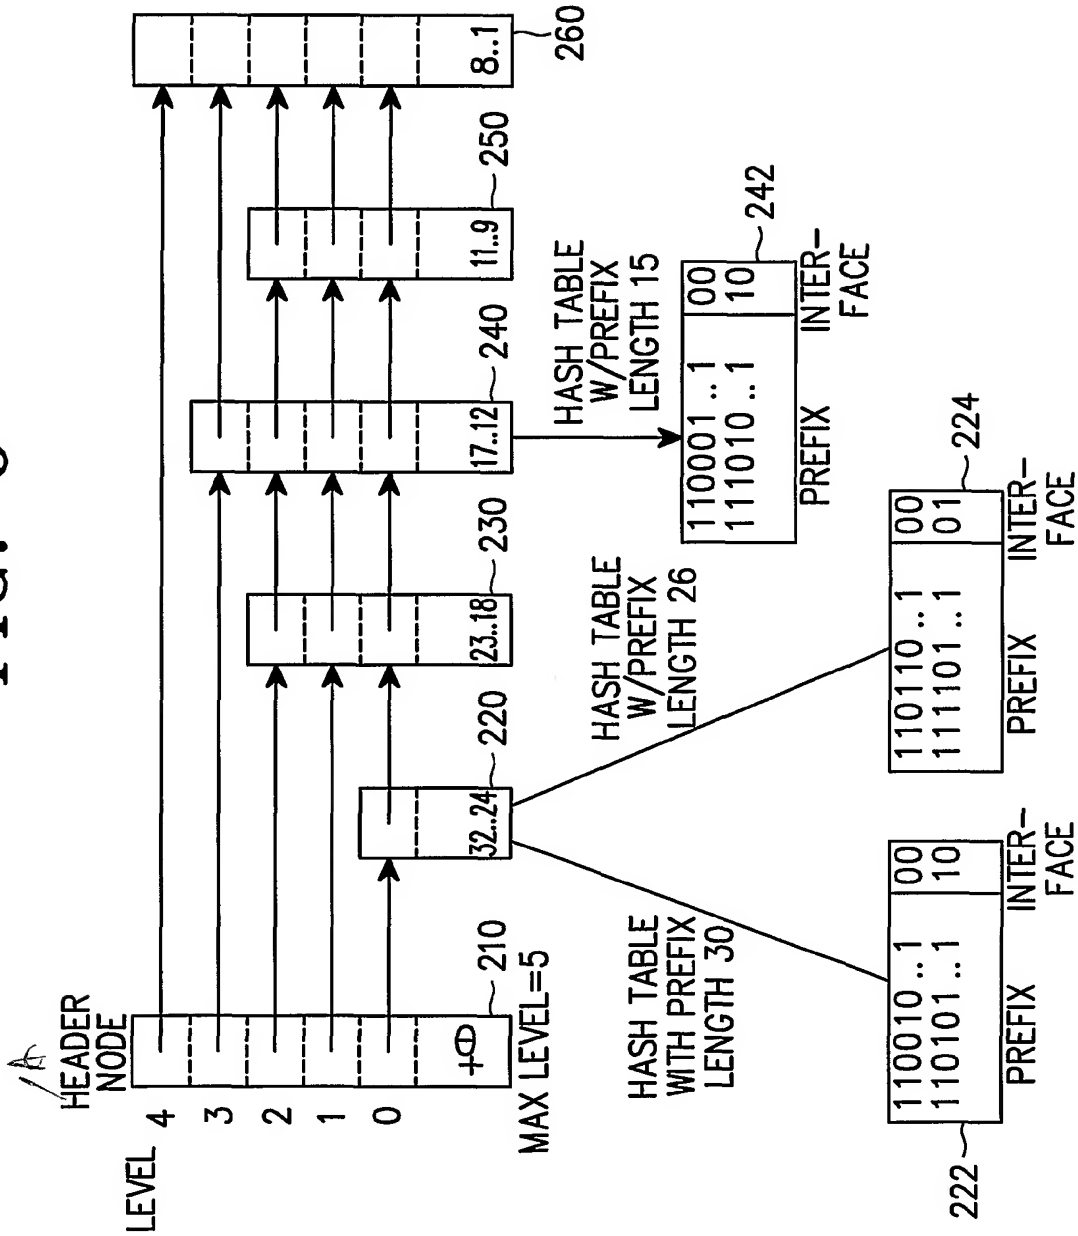 FIG.
HEADER
NODE
LEVEL
4
3
2
1
0
+Θ
MAX LEVEL=5
210
32..24
220
23..18
230
17..12
240
11..9
250
8..1
260
HASH TABLE
WITH PREFIX
LENGTH 30
HASH TABLE
W/PREFIX
LENGTH 26
HASH TABLE
W/PREFIX
LENGTH 15
110001..1 00
111010..1 10
PREFIX
INTER-
FACE
242
222
110010..1 00
110101..1 10
PREFIX
INTER-
FACE
110110..1 00
111101..1 01
PREFIX
INTER-
FACE
224